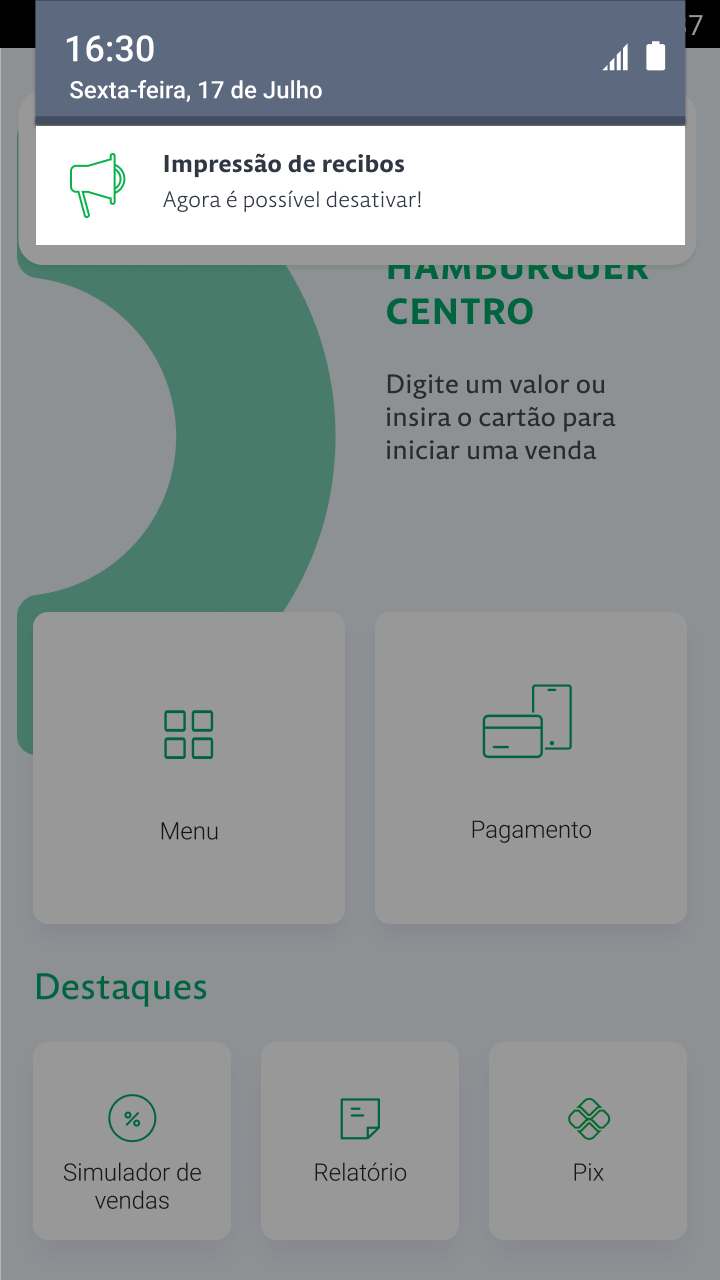 16:30
Sexta-feira, 17 de Julho
Impressão de recibos
Agora é possível desativar!
HAMBURGUER
CENTRO
Digite um valor ou
insira o cartão para
iniciar uma venda
Menu
Pagamento
Destaques
%
Simulador de
vendas
Relatório
Pix